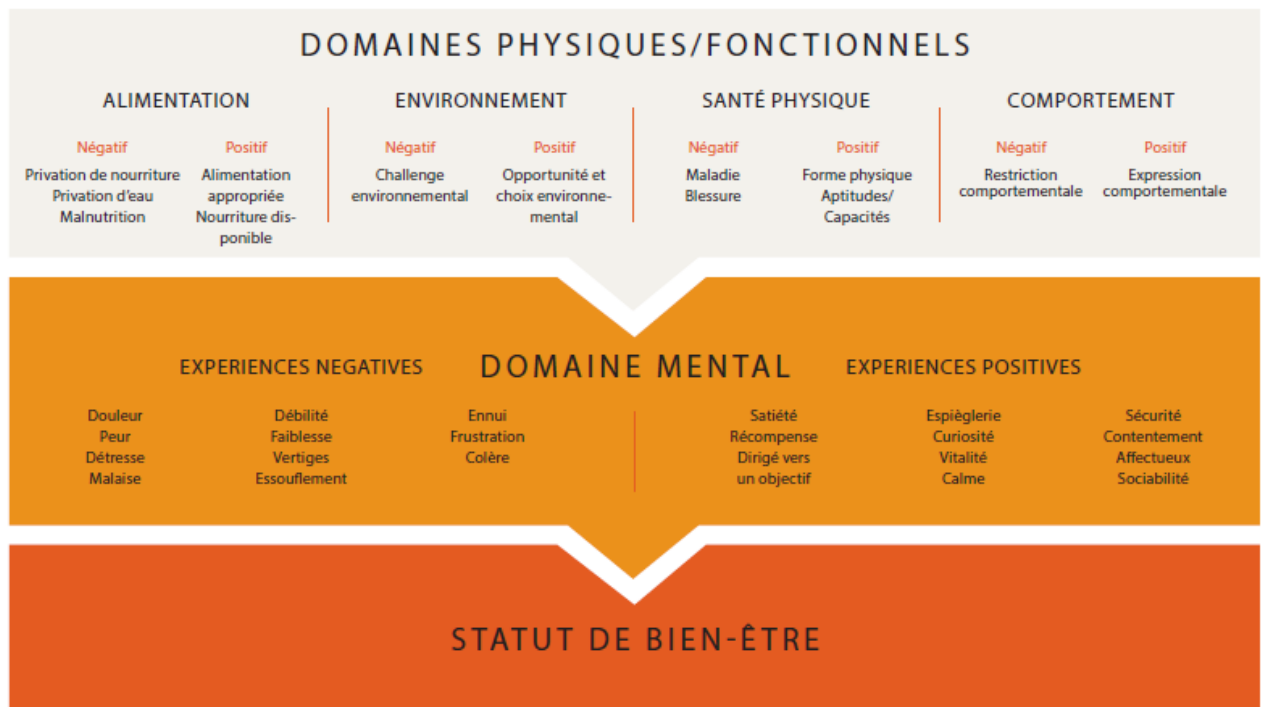 DOMAINES PHYSIQUES/FONCTIONNELS
ALIMENTATION
Négatif
Privation de nourriture
Privation d'eau
Malnutrition
Positif
Alimentation
appropriée
Nourriture dis-
ponible
ENVIRONNEMENT
Négatif
Challenge
environnemental
Positif
Opportunité et
choix environne-
mental
SANTÉ PHYSIQUE
Négatif
Maladie
Blessure
Positif
Forme physique
Aptitudes/
Capacités
COMPORTEMENT
Négatif
Restriction
comportementale
Positif
Expression
comportementale
DOMAINE MENTAL
EXPERIENCES NEGATIVES
Douleur
Peur
Détresse
Malaise
Débilité
Faiblesse
Vertiges
Essouflement
Ennui
Frustration
Colère
EXPERIENCES POSITIVES
Satiété
Récompense
Dirigé vers
un objectif
Espièglerie
Curiosité
Vitalité
Calme
Sécurité
Contentement
Affectueux
Sociabilité
STATUT DE BIEN-ÊTRE